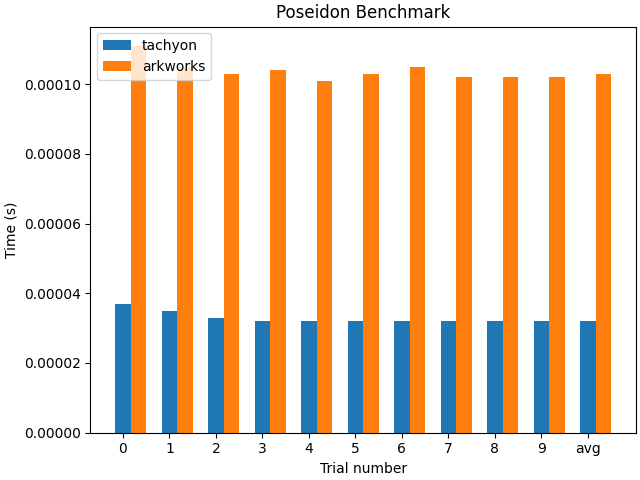 Poseidon Benchmark
tachyon
arkworks
Time (s)
0.00010
0.00008
0.00006
0.00004
0.00002
0.00000
0 1 2 3 4 5 6 7 8 9 avg
Trial number